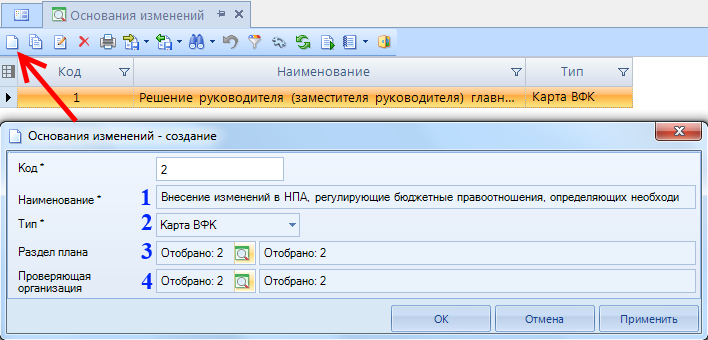 Основания изменений
Код Наименование Тип
1 Решение руководителя (заместителя руководителя) главн... Карта ВФК
Основания изменений - создание
Код * 2
Наименование * 1 Внесение изменений в НПА, регулирующие бюджетные правоотношения, определяющих необходи
Тип * 2 Карта ВФК
Раздел плана 3 Отобрано: 2 Отобрано: 2
Проверяющая
организация 4 Отобрано: 2 Отобрано: 2
ОК Отмена Применить